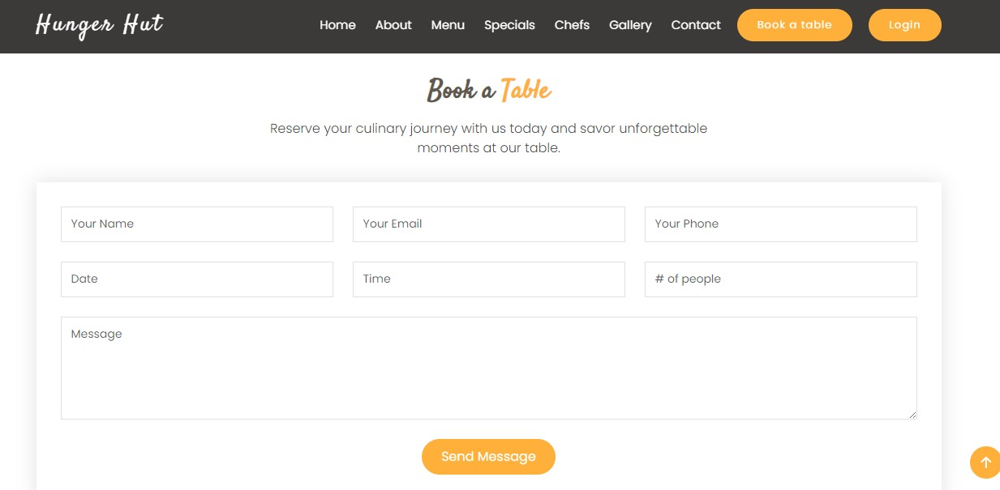 Hunger Hut Home About Menu Specials Chefs Gallery Contact Book a table Login
Book a Table
Reserve your culinary journey with us today and savor unforgettable
moments at our table.
Your Name Your Email Your Phone
Date Time # of people
Message
Send Message